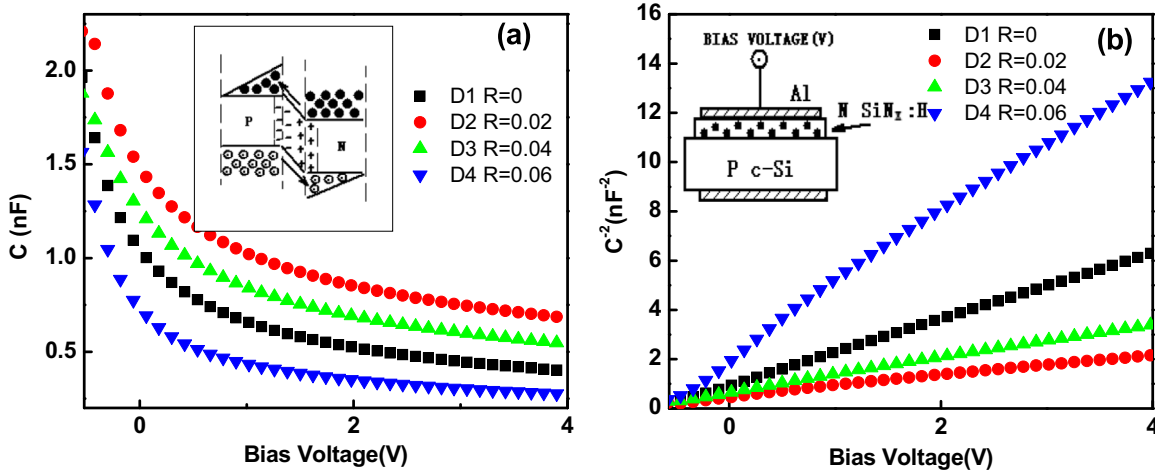 (a)
P
N
D1 R=0
D2 R=0.02
D3 R=0.04
D4 R=0.06
2.0
1.5
1.0
0.5
C (nF)
0
2
4
Bias Voltage(V)
(b)
BIAS VOLTAGE(V)
Al
N SiNx:H
P c-Si
D1 R=0
D2 R=0.02
D3 R=0.04
D4 R=0.06
16
14
12
10
8
6
4
2
0
C-2(nF-2)
0
2
4
Bias Voltage(V)